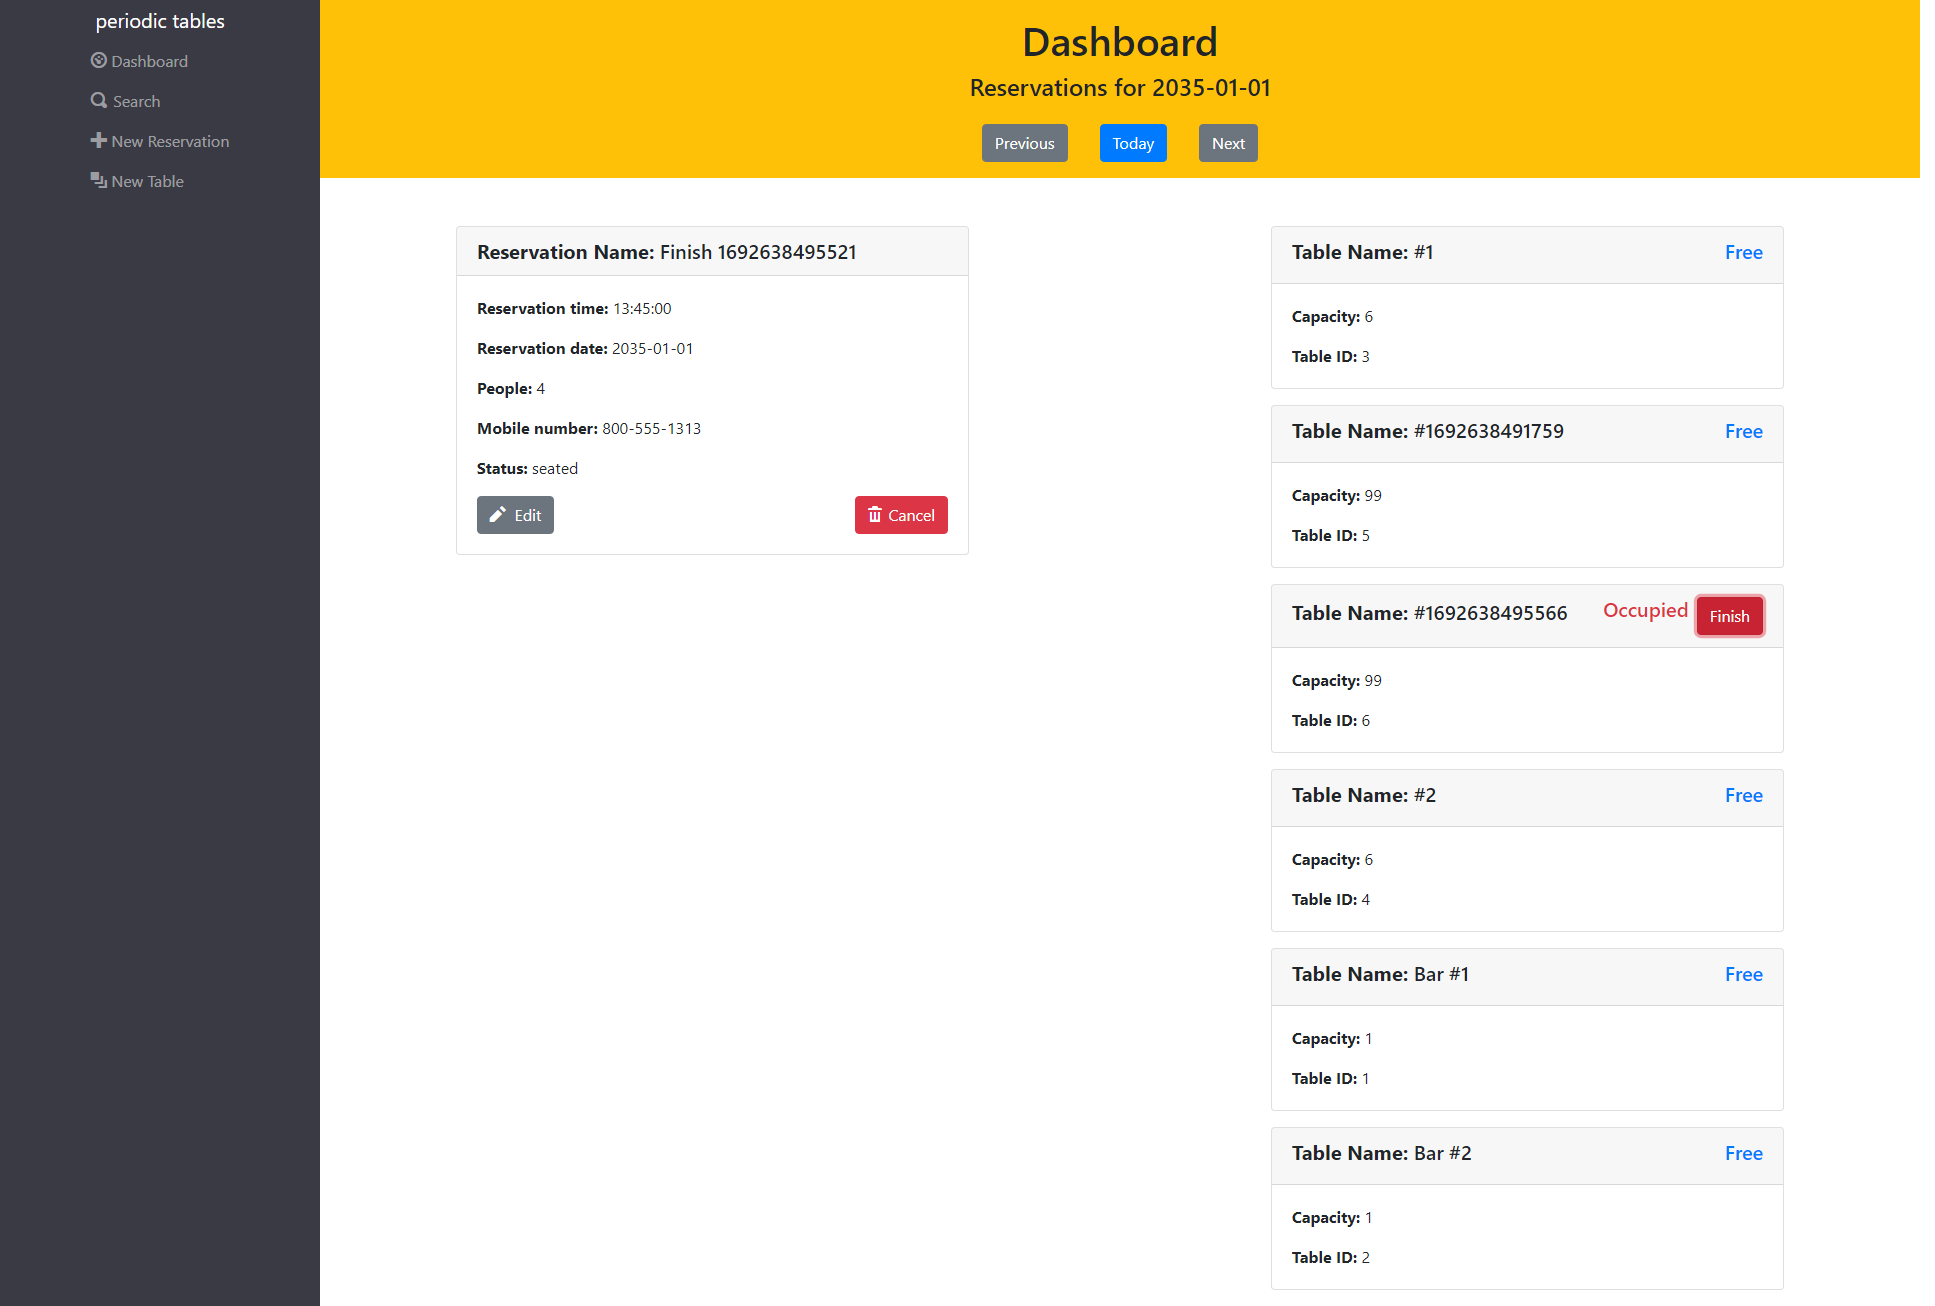 periodic tables
Dashboard
Search
New Reservation
New Table
Dashboard
Reservations for 2035-01-01
Previous
Today
Next
Reservation Name: Finish 1692638495521
Reservation time: 13:45:00
Reservation date: 2035-01-01
People: 4
Mobile number: 800-555-1313
Status: seated
Edit
Cancel
Table Name: #1 Free
Capacity: 6
Table ID: 3
Table Name: #1692638491759 Free
Capacity: 99
Table ID: 5
Table Name: #1692638495566 Occupied Finish
Capacity: 99
Table ID: 6
Table Name: #2 Free
Capacity: 6
Table ID: 4
Table Name: Bar #1 Free
Capacity: 1
Table ID: 1
Table Name: Bar #2 Free
Capacity: 1
Table ID: 2